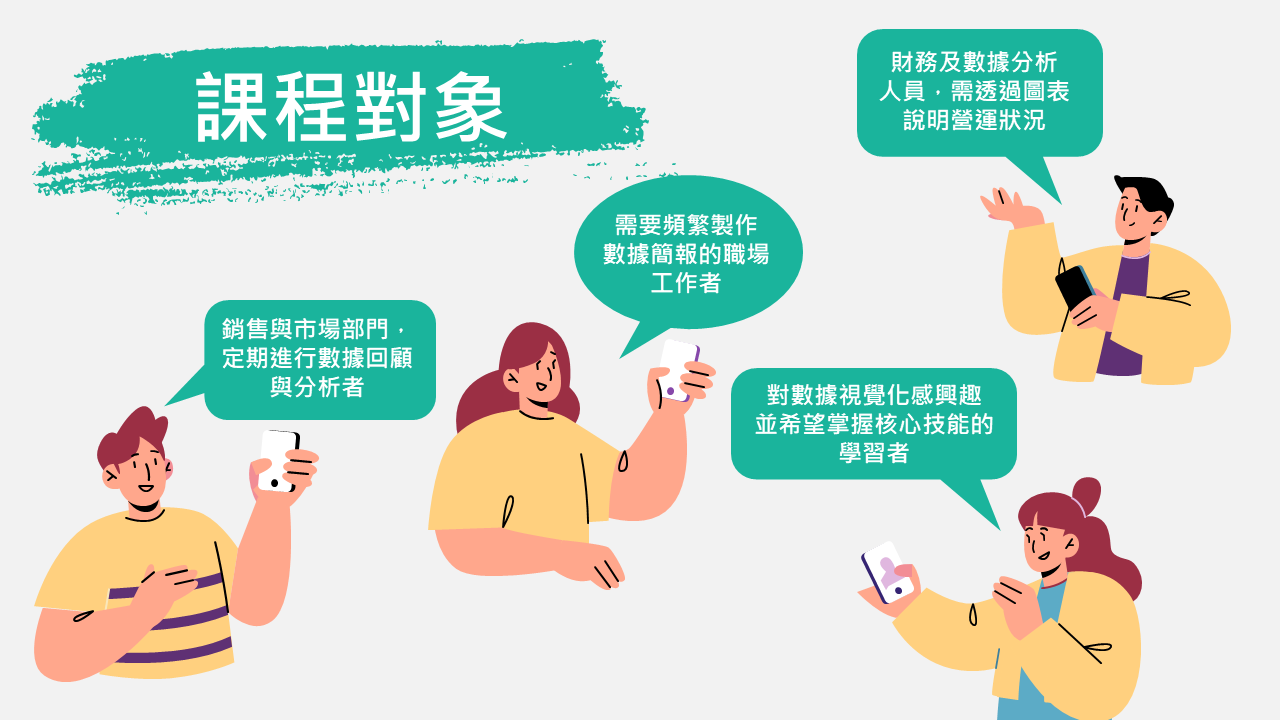 課程對象
財務及數據分析
人員，需透過圖表
說明營運狀況
需要頻繁製作
數據簡報的職場
工作者
銷售與市場部門，
定期進行數據回顧
與分析者
對數據視覺化感興趣
並希望掌握核心技能的
學習者